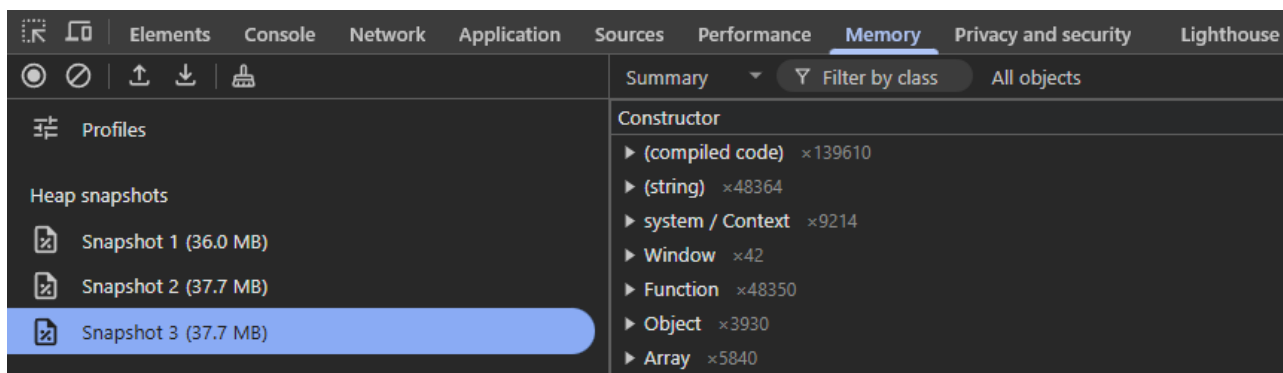 Elements Console Network Application Sources Performance Memory Privacy and security Lighthouse
Summary Filter by class All objects
Profiles
Heap snapshots
Snapshot 1 (36.0 MB)
Snapshot 2 (37.7 MB)
Snapshot 3 (37.7 MB)
Constructor
(compiled code) ×139610
(string) ×48364
system / Context ×9214
Window ×42
Function ×48350
Object ×3930
Array ×5840